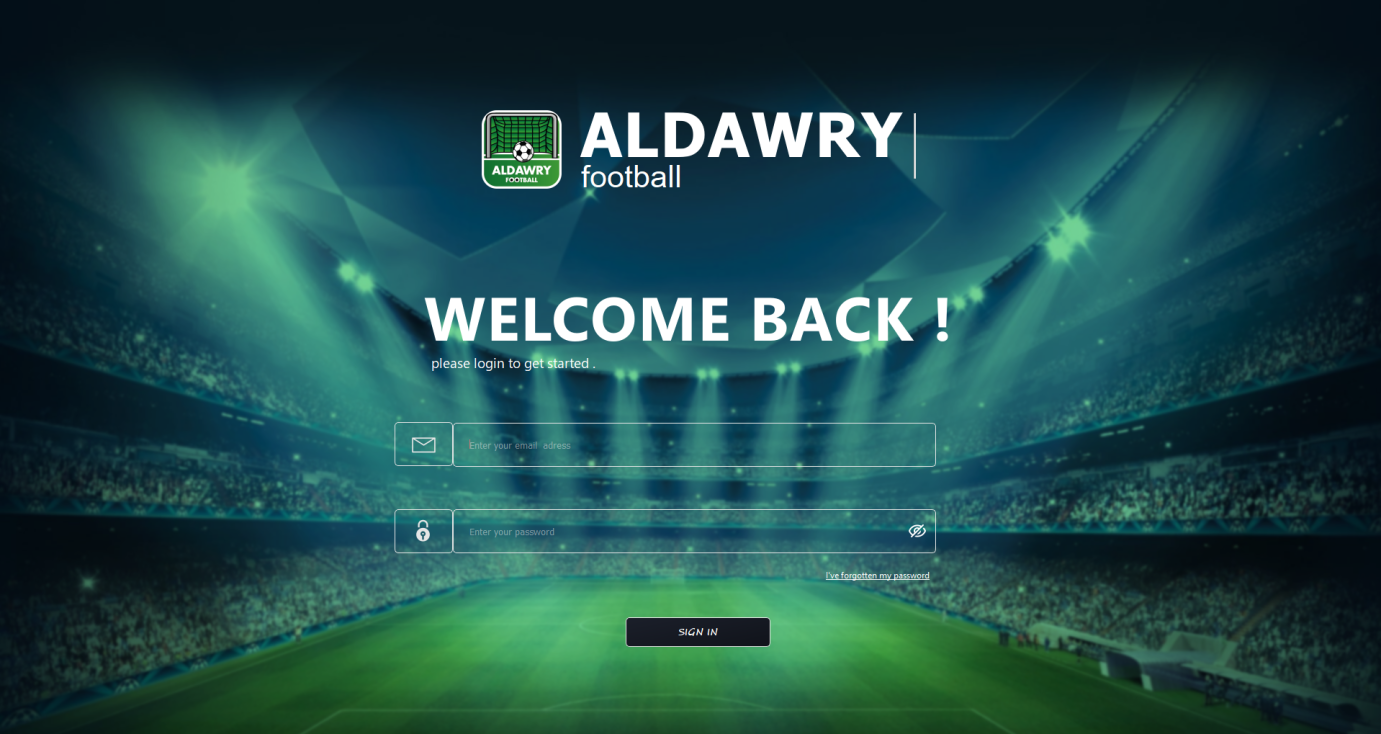 ALDAWRY
FOOTBALL
ALDAWRY
football
WELCOME BACK !
please login to get started .
Enter your email adress
Enter your password
I've forgotten my password
SIGN IN